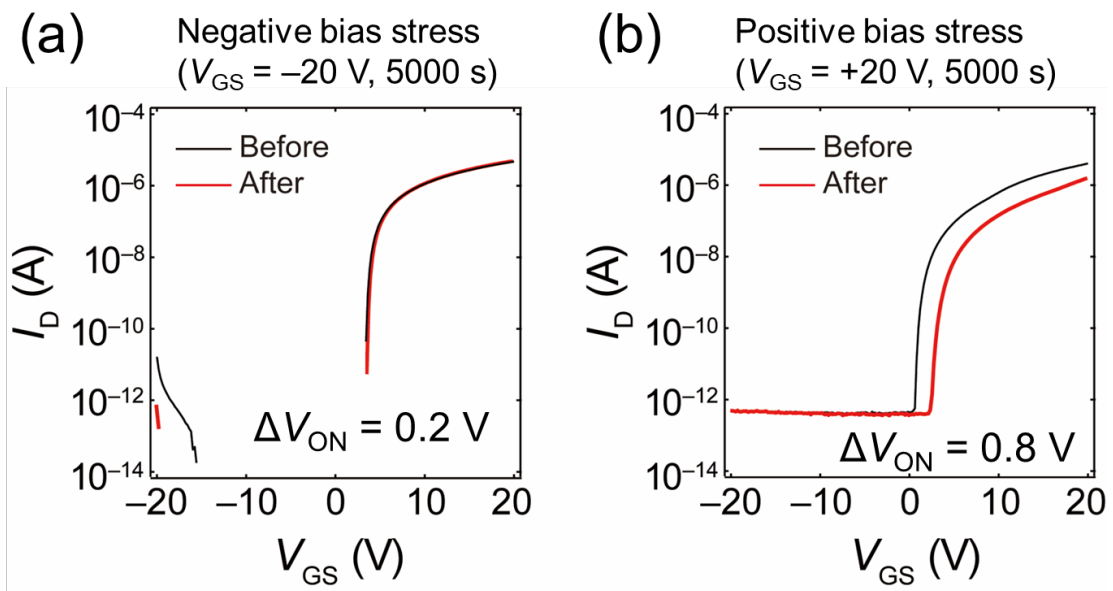 (a)
Negative bias stress
(VGS = –20 V, 5000 s)
10–4
10–6
10–8
10–10
10–12
10–14
ID (A)
Before
After
ΔVON = 0.2 V
–20
–10
0
10
20
VGS (V)
(b)
Positive bias stress
(VGS = +20 V, 5000 s)
10–4
10–6
10–8
10–10
10–12
10–14
ID (A)
Before
After
ΔVON = 0.8 V
–20
–10
0
10
20
VGS (V)